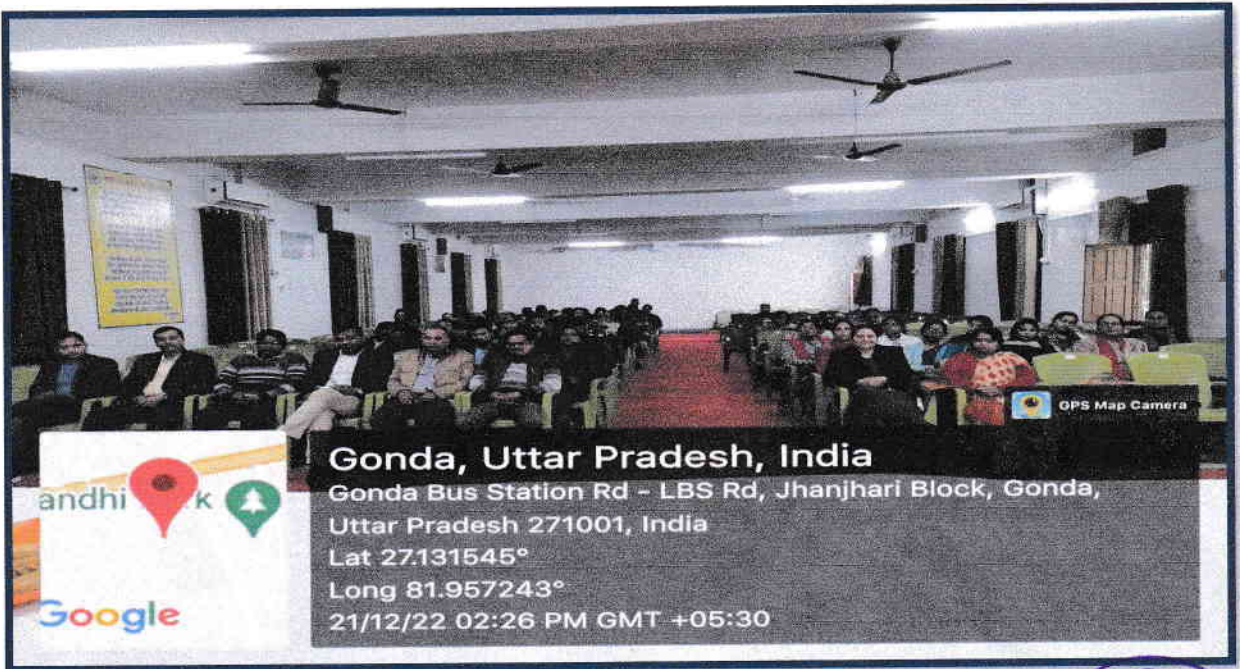 GPS Map Camera
Gonda, Uttar Pradesh, India
Gonda Bus Station Rd - LBS Rd, Jhanjhari Block, Gonda,
Uttar Pradesh 271001, India
Lat 27.131545°
Long 81.957243°
21/12/22 02:26 PM GMT +05:30
andhi k
Google